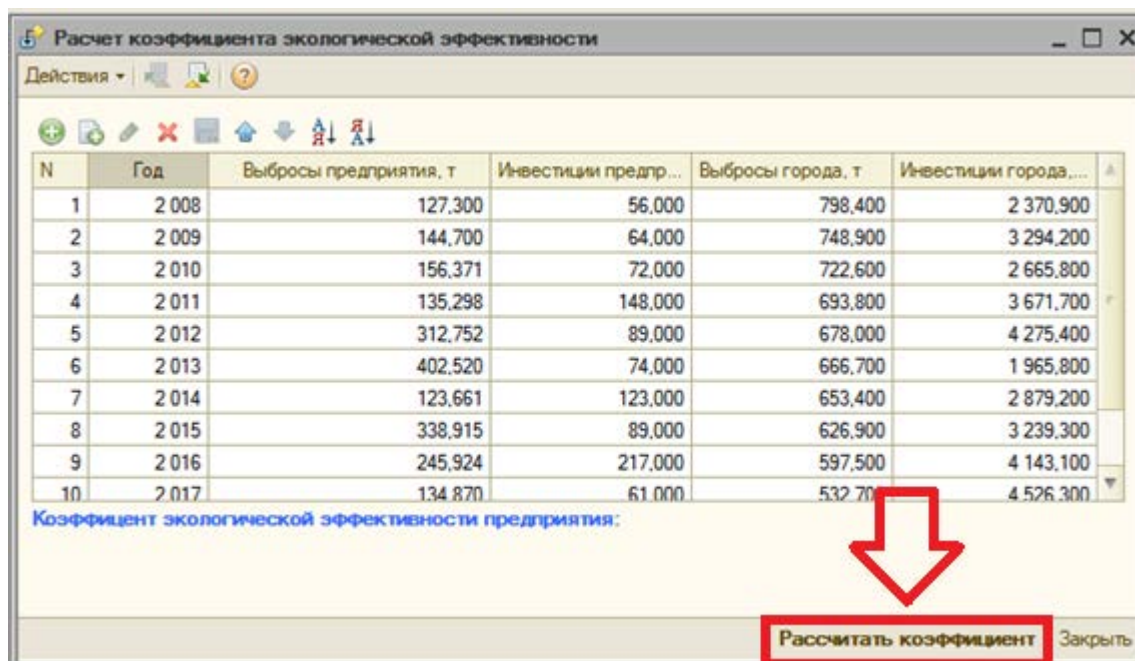 Расчет коэффициента экологической эффективности
Действия
N Год Выбросы предприятия, т Инвестиции предпр... Выбросы города, т Инвестиции города,...
1 2 008 127,300 56,000 798,400 2 370,900
2 2 009 144,700 64,000 748,900 3 294,200
3 2 010 156,371 72,000 722,600 2 665,800
4 2 011 135,298 148,000 693,800 3 671,700
5 2 012 312,752 89,000 678,000 4 275,400
6 2 013 402,520 74,000 666,700 1 965,800
7 2 014 123,661 123,000 653,400 2 879,200
8 2 015 338,915 89,000 626,900 3 239,300
9 2 016 245,924 217,000 597,500 4 143,100
10 2 017 134,870 61,000 532,70 4 526,300
Коэффицент экологической эффективности предприятия:
Рассчитать коэффициент Закрыть